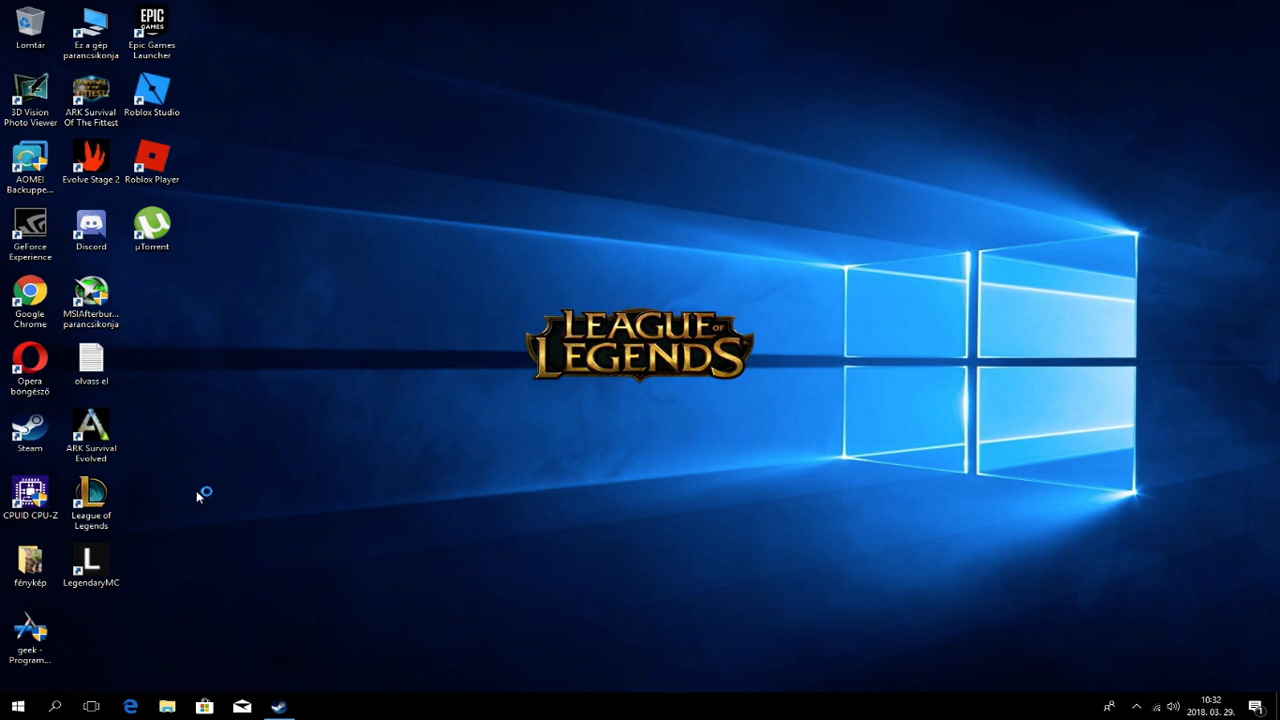 Lomtár
Ez a gép
parancsikonja
EPIC
GAMES
Epic Games
Launcher
3D Vision
Photo Viewer
ARK Survival
Of The Fittest
Roblox Studio
AOMEI
Backuppe...
Evolve Stage 2
Roblox Player
GeForce
Experience
Discord
µTorrent
Google
Chrome
MSIAfterbur...
parancsikonja
Opera
böngésző
olvass el
Steam
ARK Survival
Evolved
CPUID CPU-Z
League of
Legends
fénykép
L
LegendaryMC
geek -
Program...
LEAGUE OF
LEGENDS
10:32
2018. 03. 29.
1